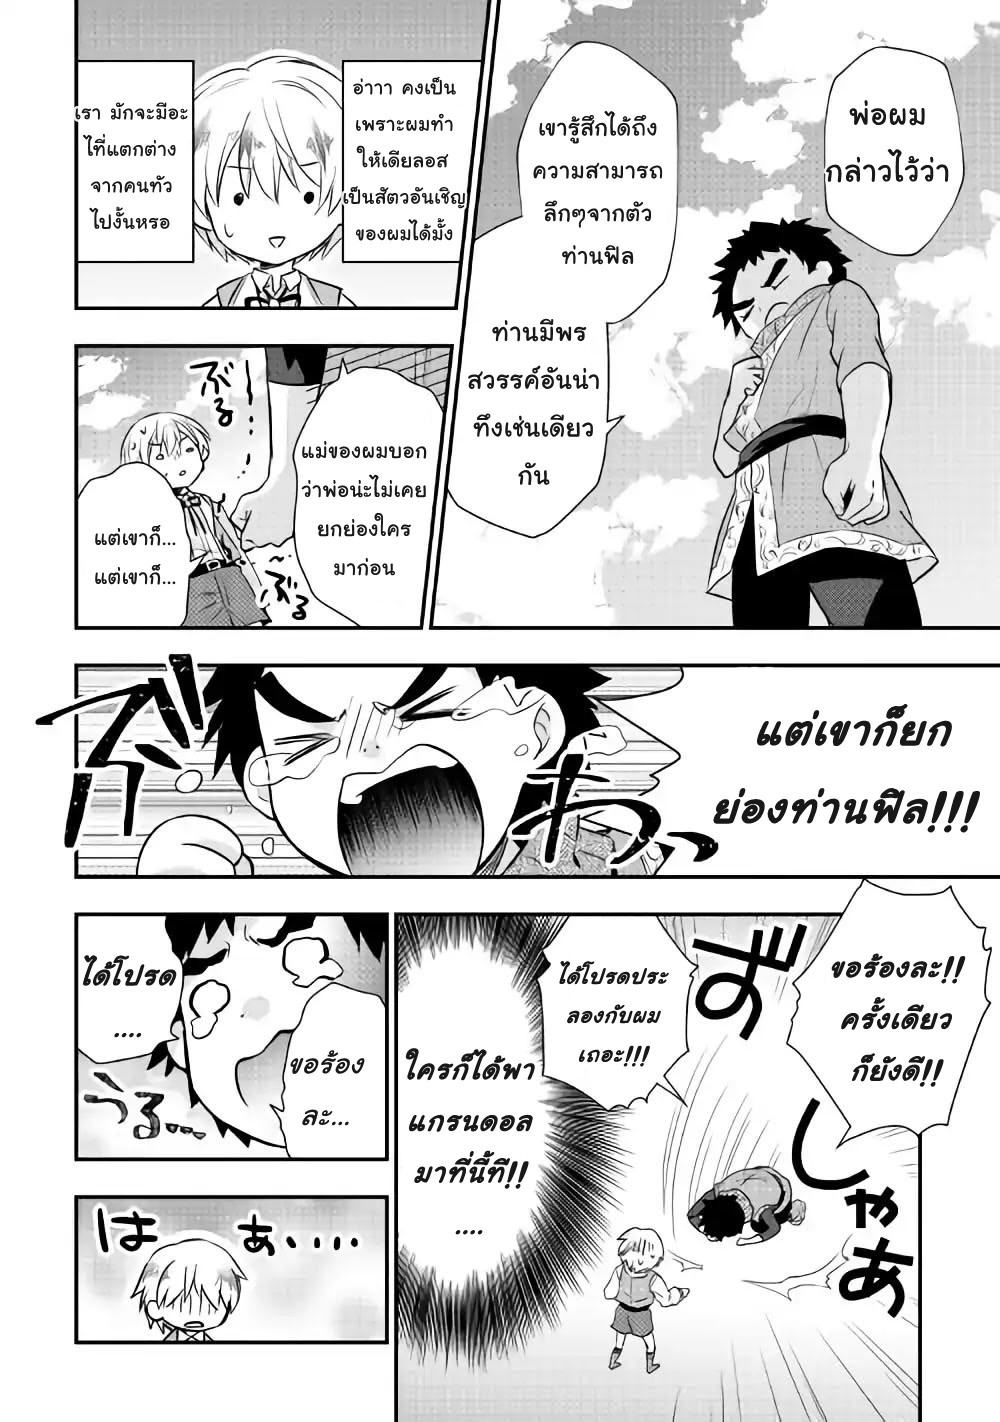 พ่อผม
กล่าวไว้ว่า
เขารู้สึกได้ถึง
ความสามารถ
ลึกๆจากตัว
ท่านฟิล
ท่านมีพร
สวรรค์อันน่า
ทึ่งเช่นเดียว
กัน
อ่าาา คงเป็น
เพราะผมทำ
ให้เดียลอส
เป็นสัตวอันเชิญ
ของผมได้มั้ง
เรา มักจะมีอะ
ไที่แตกต่าง
จากคนทัว
ไปงั้นหรอ
ぶる
ぶる
แม่ของผมบอก
ว่าพ่อน่ะไม่เคย
ยกย่องใคร
มาก่อน
แต่เขาก็...
แต่เขาก็...
แต่เขาก็ยก
ย่องท่านฟิล!!!
ガバァっ
ขอร้องละ!!
ครั้งเดียว
ก็ยังดี!!
ได้โปรดประ
ลองกับผม
เถอะ!!!
ずしゃあ
ใครก็ได้พา
แกรนดอล
มาที่นี้ที!!
....
ได้โปรด
....
ขอร้อง
ละ...
うる…
はぁ、、、、